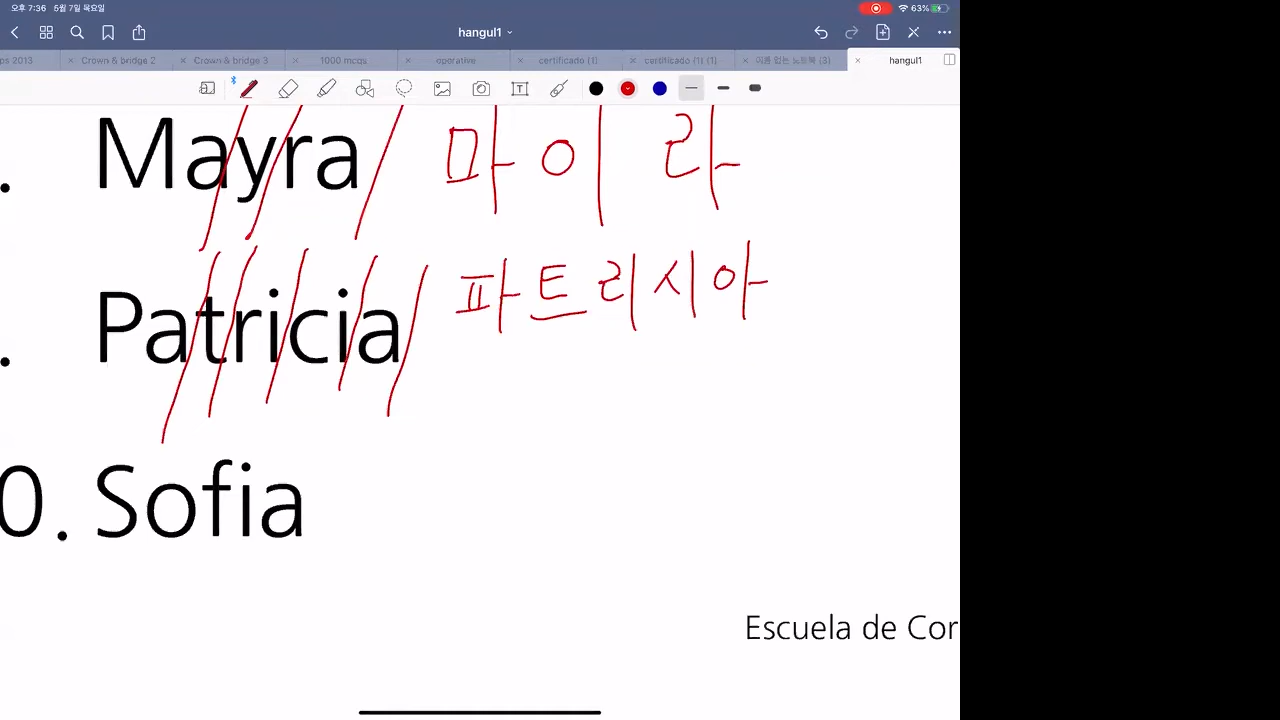 오후 7:36 5월 7일 목요일 63%
hangul1
ps 2013 Crown & bridge 2 Crown & bridge 3 1000 mcqs operative certificado (1) certificado (1) (1) 이름 없는 노트북 (3) hangul1
. Mayra 마이라
. Patricia 파트리시아
0. Sofia
Escuela de Cor